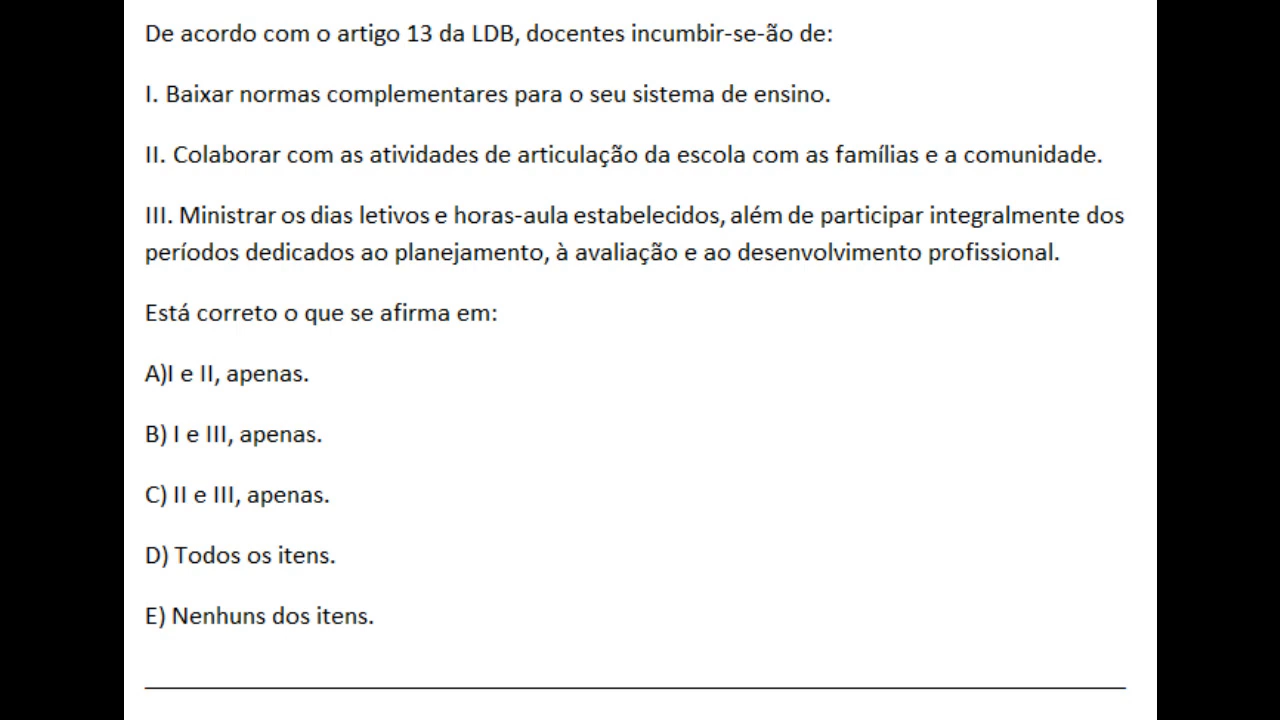 De acordo com o artigo 13 da LDB, docentes incumbir-se-ão de:
I. Baixar normas complementares para o seu sistema de ensino.
II. Colaborar com as atividades de articulação da escola com as famílias e a comunidade.
III. Ministrar os dias letivos e horas-aula estabelecidos, além de participar integralmente dos
períodos dedicados ao planejamento, à avaliação e ao desenvolvimento profissional.
Está correto o que se afirma em:
A)I e II, apenas.
B) I e III, apenas.
C) II e III, apenas.
D) Todos os itens.
E) Nenhuns dos itens.